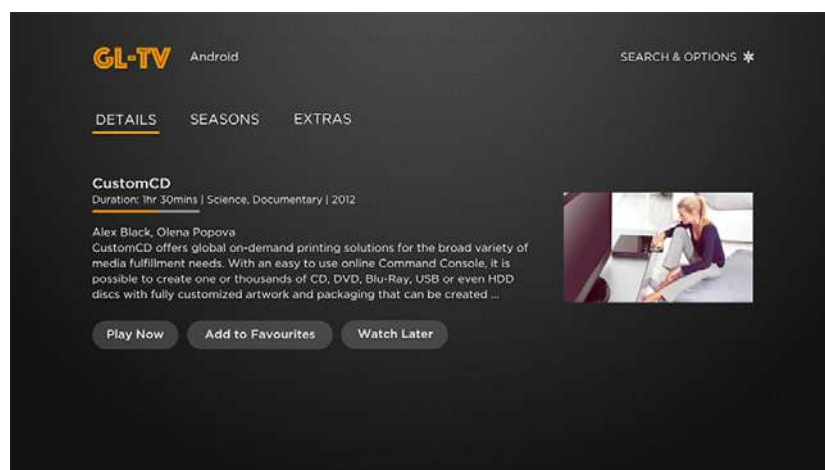 GL-TV Android SEARCH & OPTIONS *
DETAILS SEASONS EXTRAS
CustomCD
Duration: 1hr 30mins | Science, Documentary | 2012
Alex Black, Olena Popova
CustomCD offers global on-demand printing solutions for the broad variety of
media fulfillment needs. With an easy to use online Command Console, it is
possible to create one or thousands of CD, DVD, Blu-Ray, USB or even HDD
discs with fully customized artwork and packaging that can be created ...
Play Now Add to Favourites Watch Later